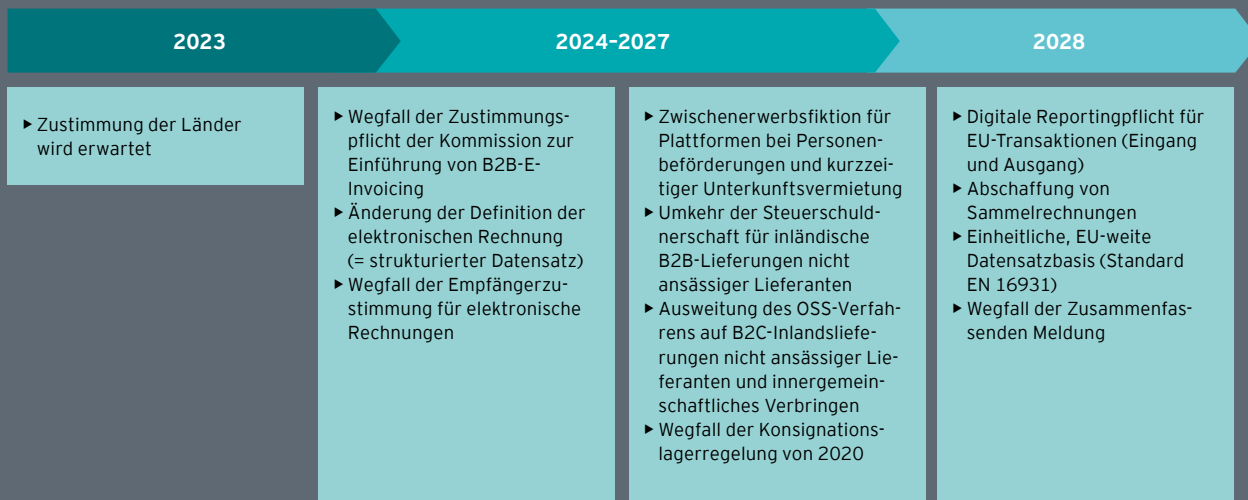 2023
2024–2027
2028
▸ Zustimmung der Länder
wird erwartet
▸ Wegfall der Zustimmungs-
pflicht der Kommission zur
Einführung von B2B-E-
Invoicing
▸ Änderung der Definition der
elektronischen Rechnung
(= strukturierter Datensatz)
▸ Wegfall der Empfängerzu-
stimmung für elektronische
Rechnungen
▸ Zwischenerwerbsfiktion für
Plattformen bei Personen-
beförderungen und kurzzei-
tiger Unterkunftsvermietung
▸ Umkehr der Steuerschuld-
nerschaft für inländische
B2B-Lieferungen nicht
ansässiger Lieferanten
▸ Ausweitung des OSS-Verfah-
rens auf B2C-Inlandsliefe-
rungen nicht ansässiger Lie-
feranten und innergemein-
schaftliches Verbringen
▸ Wegfall der Konsignations-
lagerregelung von 2020
▸ Digitale Reportingpflicht für
EU-Transaktionen (Eingang
und Ausgang)
▸ Abschaffung von
Sammelrechnungen
▸ Einheitliche, EU-weite
Datensatzbasis (Standard
EN 16931)
▸ Wegfall der Zusammenfas-
senden Meldung